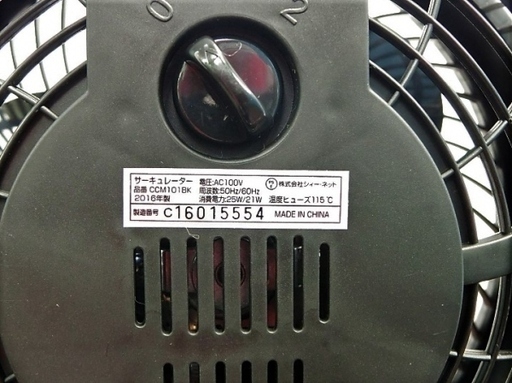 0 2
サーキュレーター 電圧:AC100V 株式会社シィー・ネット
品番 CCM101BK 周波数:50Hz/60Hz
2016年製 消費電力:25W/21W 温度ヒューズ115℃
製造番号 C16015554 MADE IN CHINA